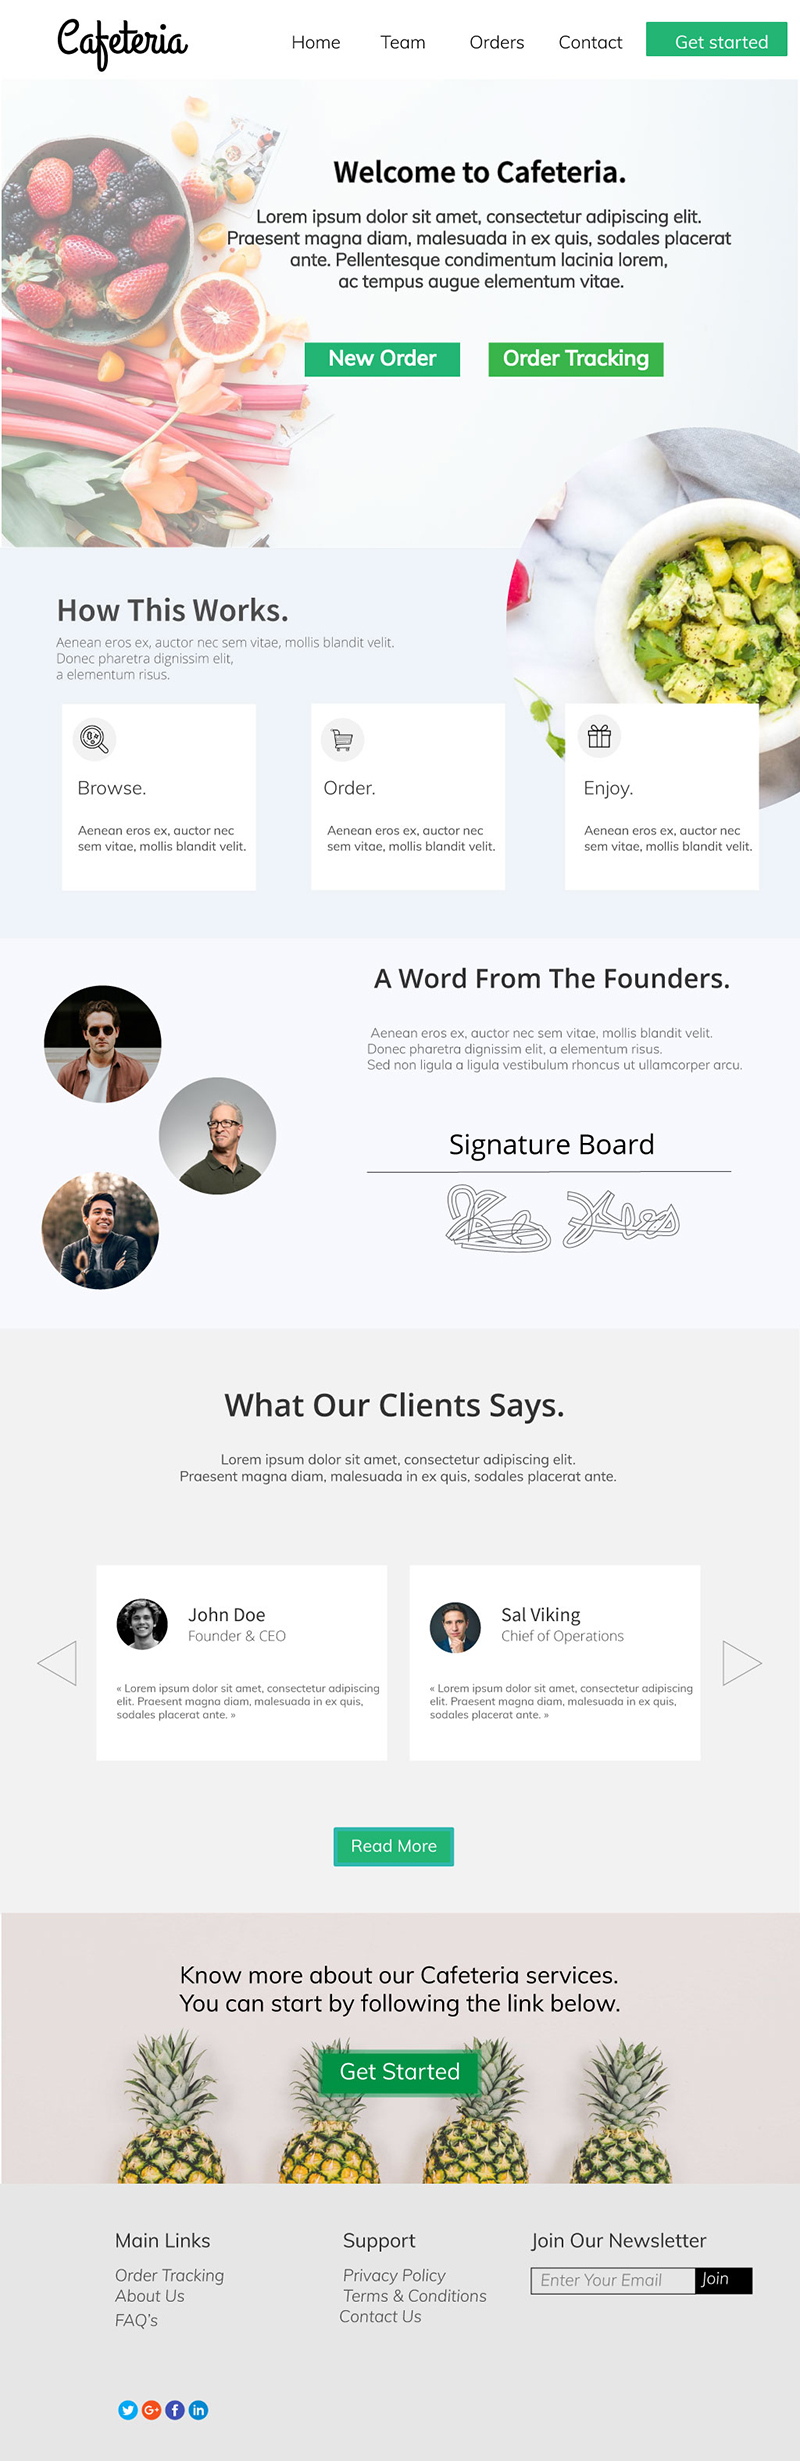 Cafeteria
Home Team Orders Contact Get started
Welcome to Cafeteria.
Lorem ipsum dolor sit amet, consectetur adipiscing elit.
Praesent magna diam, malesuada in ex quis, sodales placerat
ante. Pellentesque condimentum lacinia lorem,
ac tempus augue elementum vitae.
New Order Order Tracking
How This Works.
Aenean eros ex, auctor nec sem vitae, mollis blandit velit.
Donec pharetra dignissim elit,
a elementum risus.
Browse.
Aenean eros ex, auctor nec
sem vitae, mollis blandit velit.
Order.
Aenean eros ex, auctor nec
sem vitae, mollis blandit velit.
Enjoy.
Aenean eros ex, auctor nec
sem vitae, mollis blandit velit.
A Word From The Founders.
Aenean eros ex, auctor nec sem vitae, mollis blandit velit.
Donec pharetra dignissim elit, a elementum risus.
Sed non ligula a ligula vestibulum rhoncus ut ullamcorper arcu.
Signature Board
What Our Clients Says.
Lorem ipsum dolor sit amet, consectetur adipiscing elit.
Praesent magna diam, malesuada in ex quis, sodales placerat ante.
John Doe
Founder & CEO
« Lorem ipsum dolor sit amet, consectetur adipiscing
elit. Praesent magna diam, malesuada in ex quis,
sodales placerat ante. »
Sal Viking
Chief of Operations
« Lorem ipsum dolor sit amet, consectetur adipiscing
elit. Praesent magna diam, malesuada in ex quis,
sodales placerat ante. »
Read More
Know more about our Cafeteria services.
You can start by following the link below.
Get Started
Main Links
Order Tracking
About Us
FAQ's
Support
Privacy Policy
Terms & Conditions
Contact Us
Join Our Newsletter
Enter Your Email Join